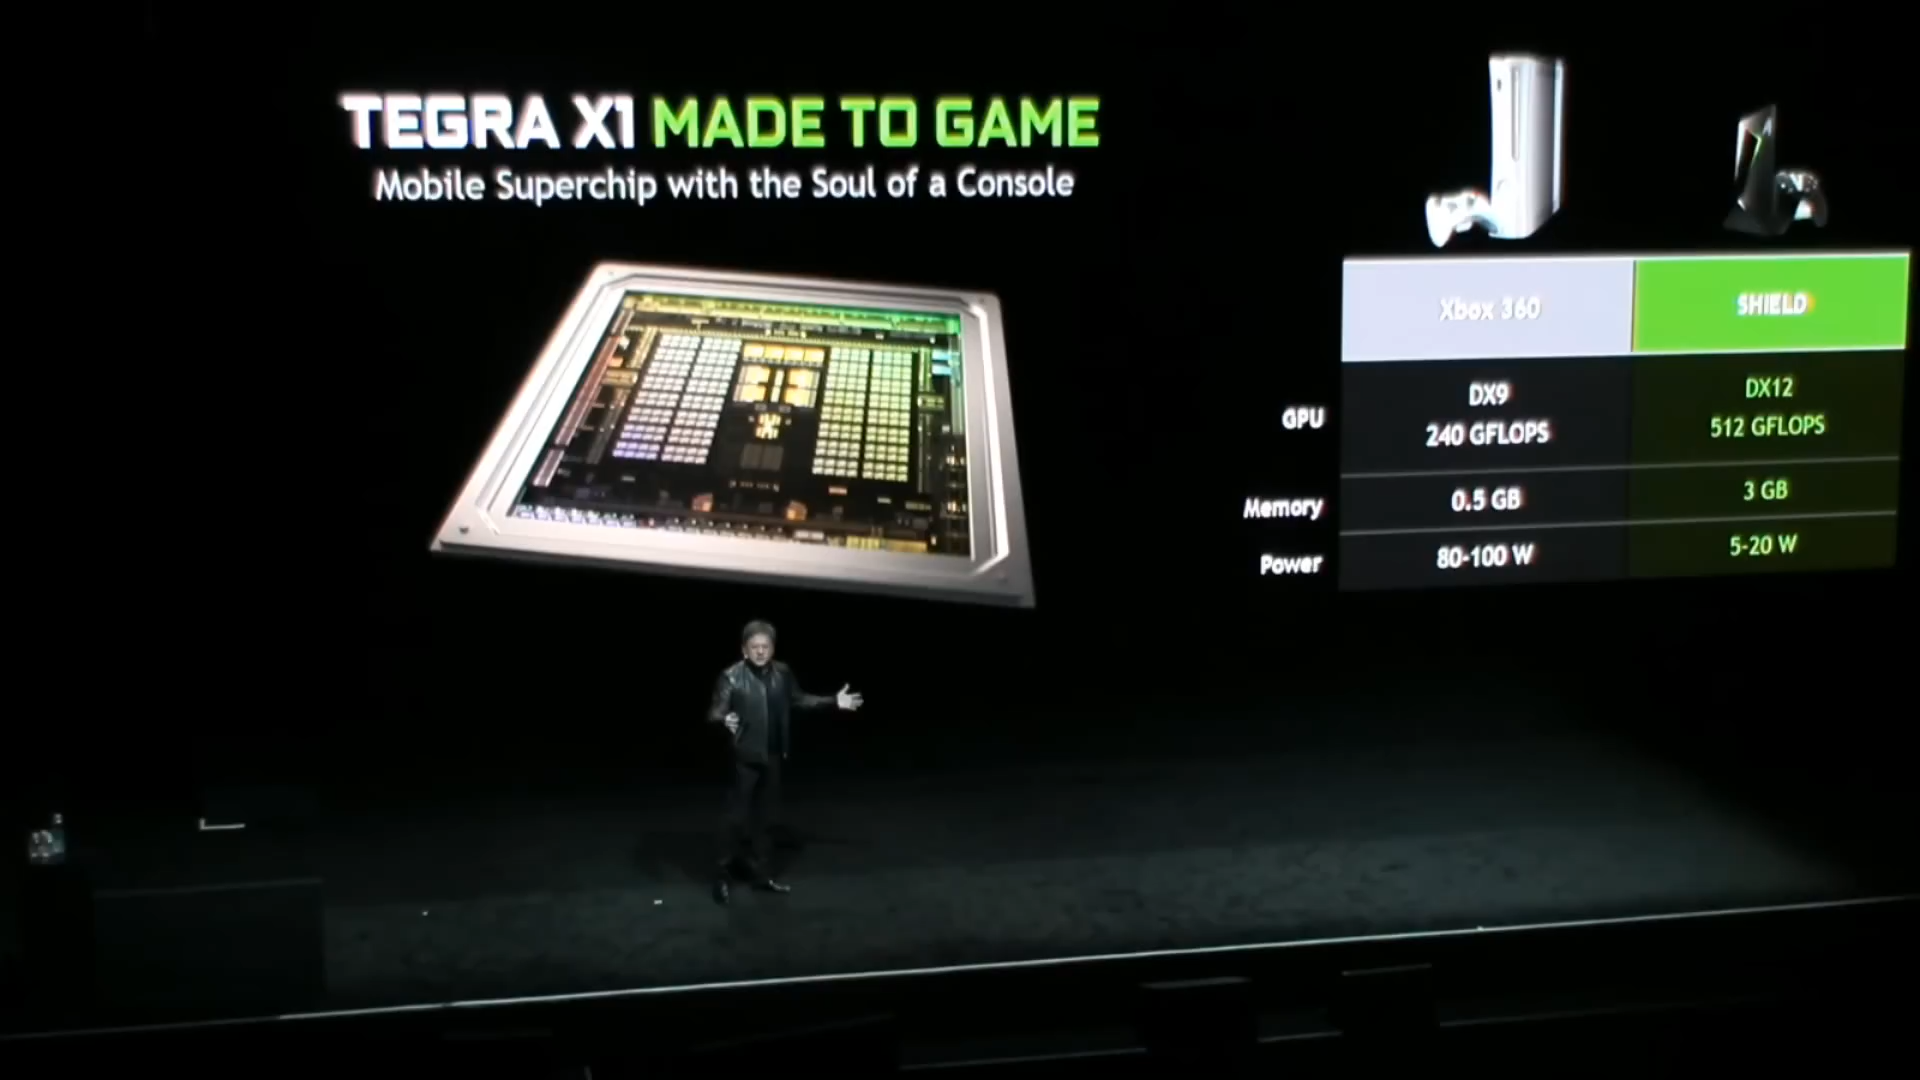 TEGRA X1 MADE TO GAME
Mobile Superchip with the Soul of a Console
Xbox 360 SHIELD
GPU DX9 DX12
240 GFLOPS 512 GFLOPS
Memory 0.5 GB 3 GB
Power 80-100 W 5-20 W